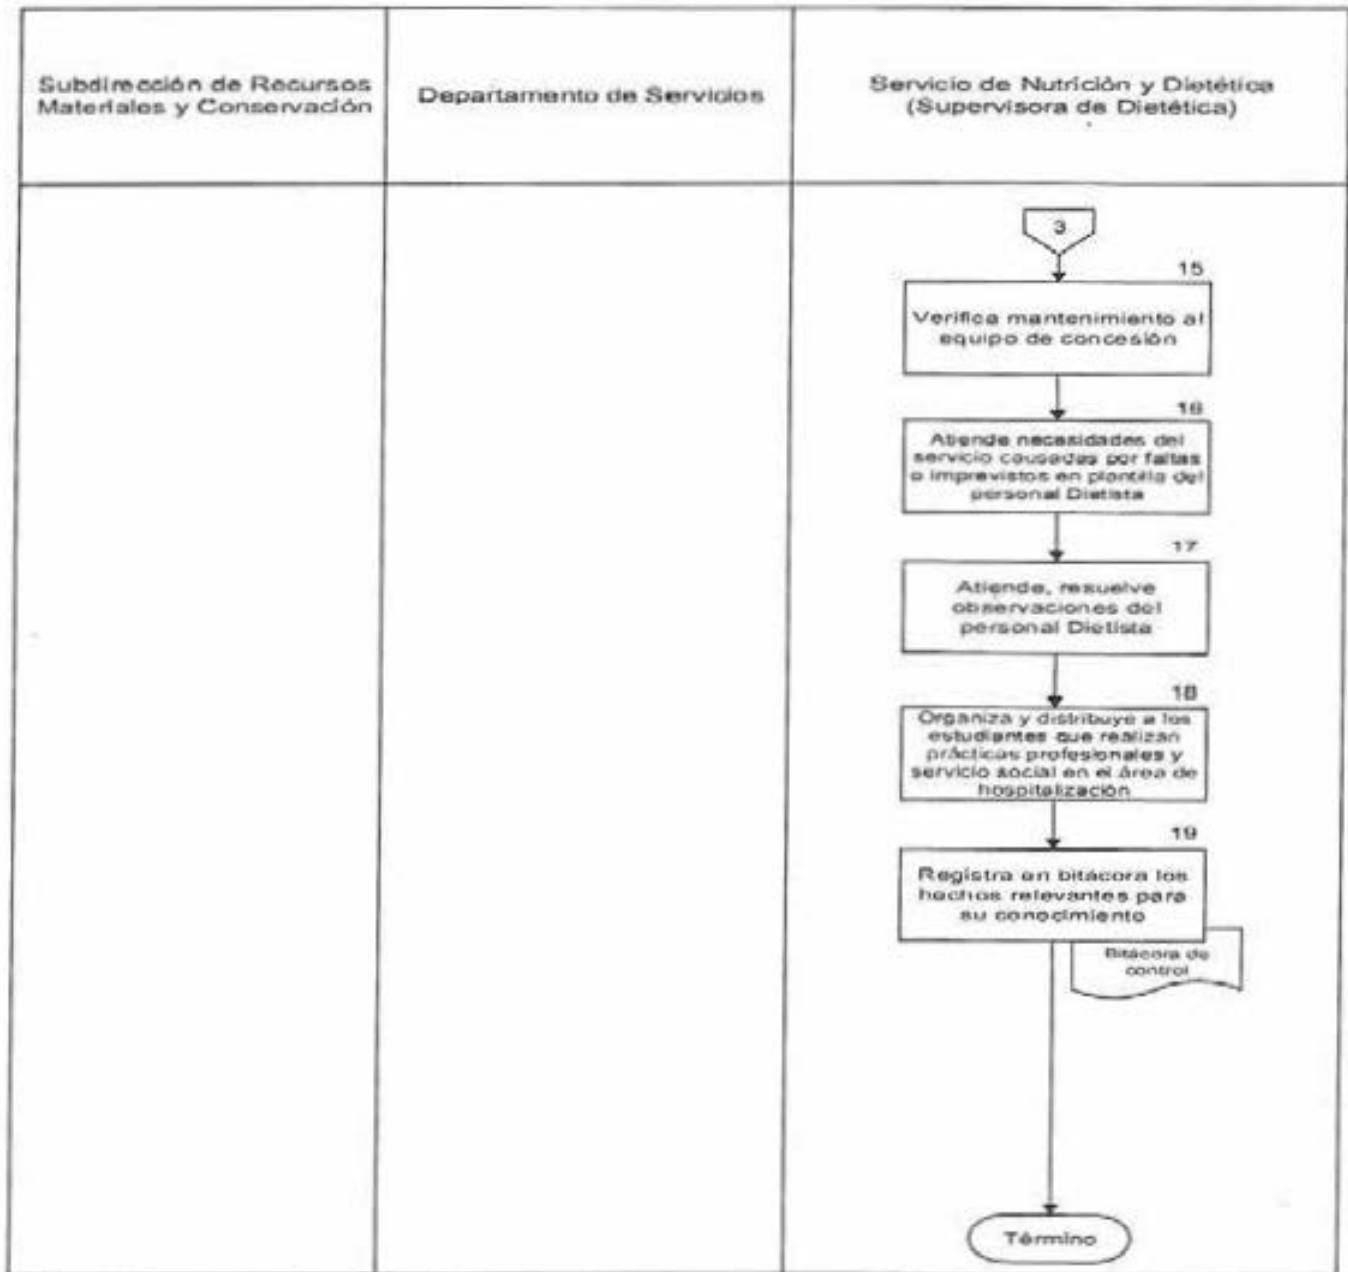 Subdirección de Recursos
Materiales y Conservación
Departamento de Servicios
Servicio de Nutrición y Dietética
(Supervisora de Dietética)
3
15
Verifica mantenimiento al
equipo de concesión
16
Atiende necesidades del
servicio causadas por faltas
o imprevistos en plantilla del
personal Dietista
17
Atiende, resuelve
observaciones del
personal Dietista
18
Organiza y distribuye a los
estudiantes que realizan
prácticas profesionales y
servicio social en el área de
hospitalización
19
Registra en bitácora los
hechos relevantes para
su conocimiento
Bitácora de
control
Término